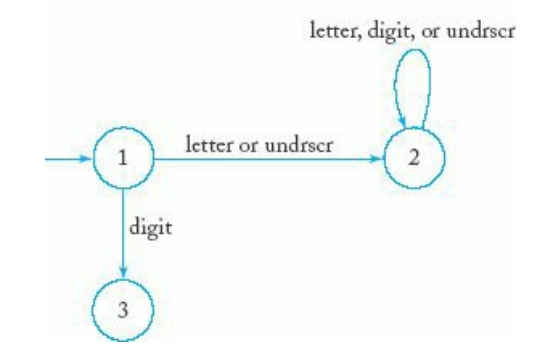 letter, digit, or undrscr
1
letter or undrscr
2
digit
3